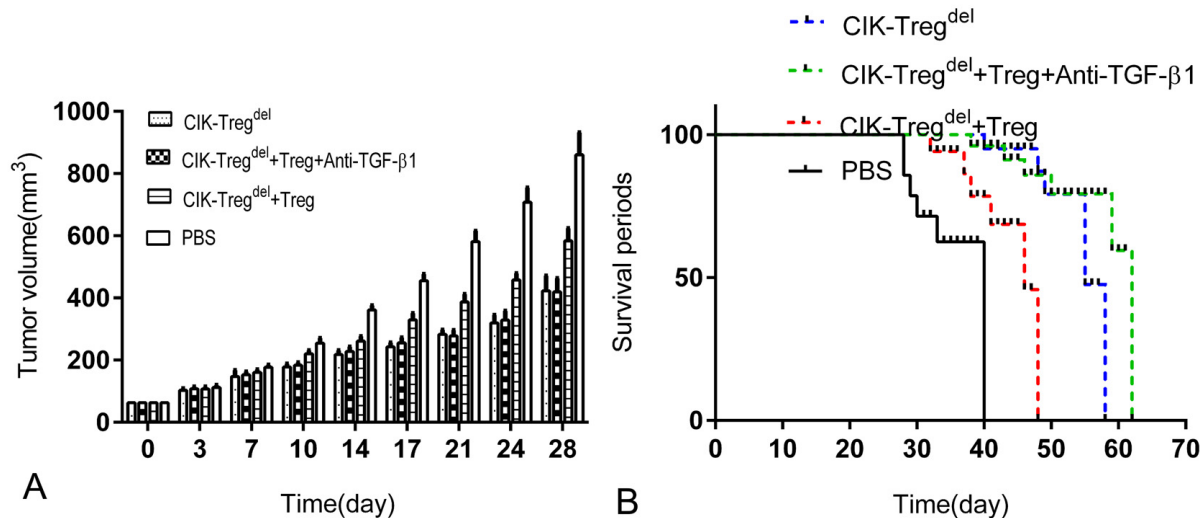 1000
800
600
400
200
0
Tumor volume(mm³)
CIK-Tregᵈᵉˡ
CIK-Tregᵈᵉˡ+Treg+Anti-TGF-β1
CIK-Tregᵈᵉˡ+Treg
PBS
0 3 7 10 14 17 21 24 28
Time(day)
A
CIK-Tregᵈᵉˡ
CIK-Tregᵈᵉˡ+Treg+Anti-TGF-β1
CIK-Tregᵈᵉˡ+Treg
PBS
100
50
0
Survival periods
0 10 20 30 40 50 60 70
Time(day)
B